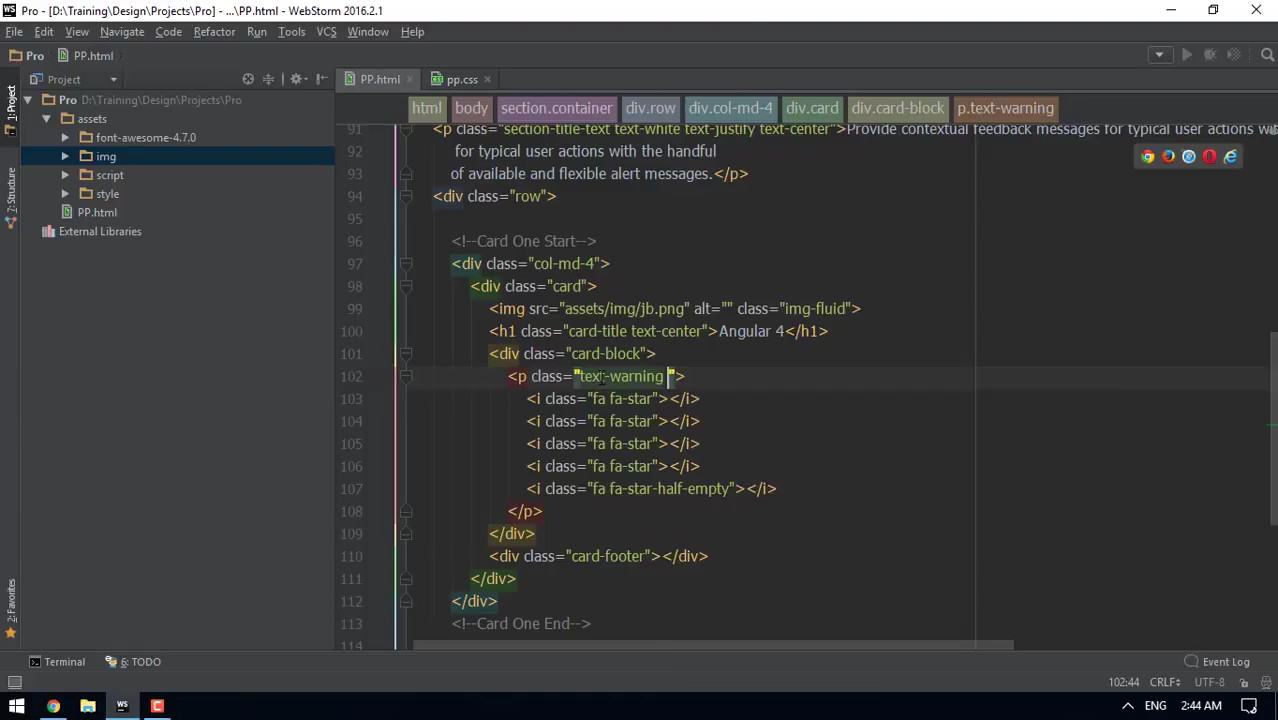 Pro - [D:\Training\Design\Projects\Pro] - ...\PP.html - WebStorm 2016.2.1
File Edit View Navigate Code Refactor Run Tools VCS Window Help
Pro PP.html
1: Project
7: Structure
2: Favorites
Project
Pro D:\Training\Design\Projects\Pro
assets
font-awesome-4.7.0
img
script
style
PP.html
External Libraries
PP.html pp.css
html body section.container div.row div.col-md-4 div.card div.card-block p.text-warning
91 <p class="section-title-text text-white text-justify text-center">Provide contextual feedback messages for typical user actions wi
92 for typical user actions with the handful
93 of available and flexible alert messages.</p>
94 <div class="row">
95
96 <!--Card One Start-->
97 <div class="col-md-4">
98 <div class="card">
99 <img src="assets/img/jb.png" alt="" class="img-fluid">
100 <h1 class="card-title text-center">Angular 4</h1>
101 <div class="card-block">
102 <p class="text-warning ">
103 <i class="fa fa-star"></i>
104 <i class="fa fa-star"></i>
105 <i class="fa fa-star"></i>
106 <i class="fa fa-star"></i>
107 <i class="fa fa-star-half-empty"></i>
108 </p>
109 </div>
110 <div class="card-footer"></div>
111 </div>
112 </div>
113 <!--Card One End-->
114
Terminal 6: TODO Event Log
102:44 CRLF UTF-8
ENG 2:44 AM